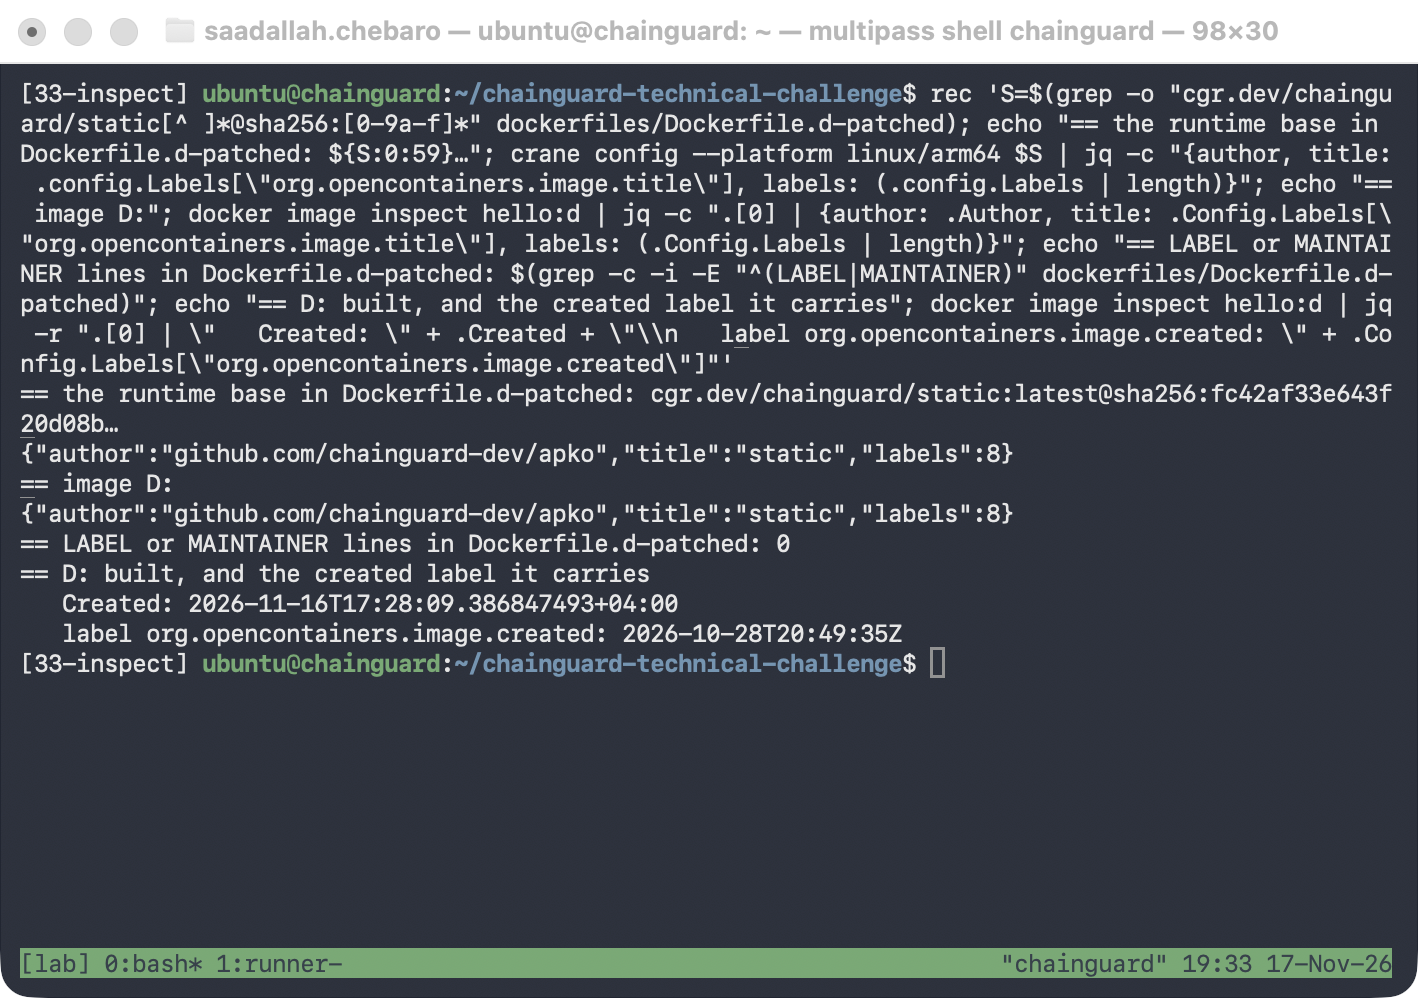 saadallah.chebaro — ubuntu@chainguard: ~ — multipass shell chainguard — 98×30
[33-inspect] ubuntu@chainguard:~/chainguard-technical-challenge$ rec 'S=$(grep -o "cgr.dev/chaingu
ard/static[^ ]*@sha256:[0-9a-f]*" dockerfiles/Dockerfile.d-patched); echo "== the runtime base in
Dockerfile.d-patched: ${S:0:59}…"; crane config --platform linux/arm64 $S | jq -c "{author, title:
 .config.Labels[\"org.opencontainers.image.title\"], labels: (.config.Labels | length)}"; echo "==
 image D:"; docker image inspect hello:d | jq -c ".[0] | {author: .Author, title: .Config.Labels[\
"org.opencontainers.image.title\"], labels: (.Config.Labels | length)}"; echo "== LABEL or MAINTAI
NER lines in Dockerfile.d-patched: $(grep -c -i -E "^(LABEL|MAINTAINER)" dockerfiles/Dockerfile.d-
patched)"; echo "== D: built, and the created label it carries"; docker image inspect hello:d | jq
 -r ".[0] | \"   Created: \" + .Created + \"\\n   label org.opencontainers.image.created: \" + .Co
nfig.Labels[\"org.opencontainers.image.created\"]"'
== the runtime base in Dockerfile.d-patched: cgr.dev/chainguard/static:latest@sha256:fc42af33e643f
20d08b…
{"author":"github.com/chainguard-dev/apko","title":"static","labels":8}
== image D:
{"author":"github.com/chainguard-dev/apko","title":"static","labels":8}
== LABEL or MAINTAINER lines in Dockerfile.d-patched: 0
== D: built, and the created label it carries
   Created: 2026-11-16T17:28:09.386847493+04:00
   label org.opencontainers.image.created: 2026-10-28T20:49:35Z
[33-inspect] ubuntu@chainguard:~/chainguard-technical-challenge$
[lab] 0:bash* 1:runner- "chainguard" 19:33 17-Nov-26